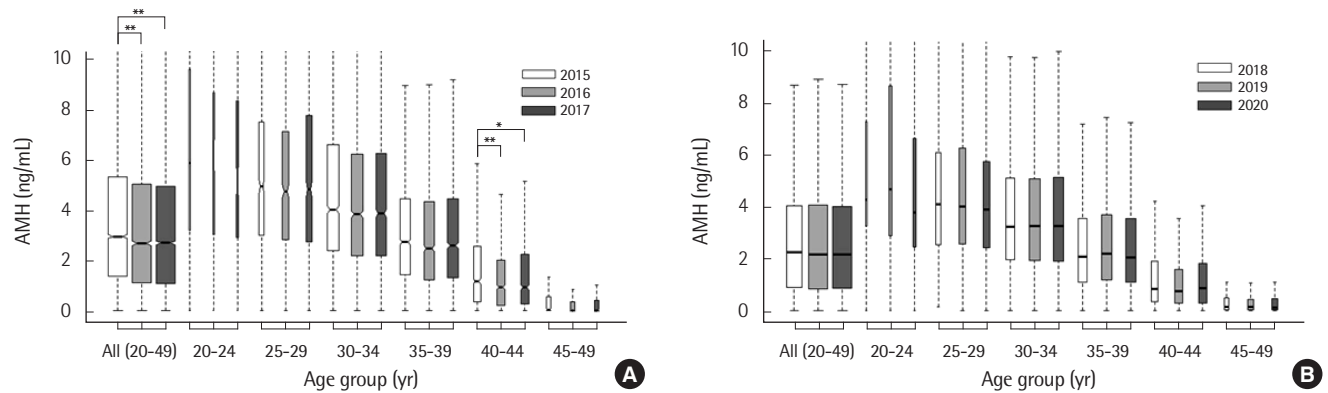 **
**
10
8
6
4
2
0
AMH (ng/mL)
2015
2016
2017
*
**
All (20–49) 20–24 25–29 30–34 35–39 40–44 45–49
Age group (yr)
A
10
8
6
4
2
0
AMH (ng/mL)
2018
2019
2020
All (20–49) 20–24 25–29 30–34 35–39 40–44 45–49
Age group (yr)
B